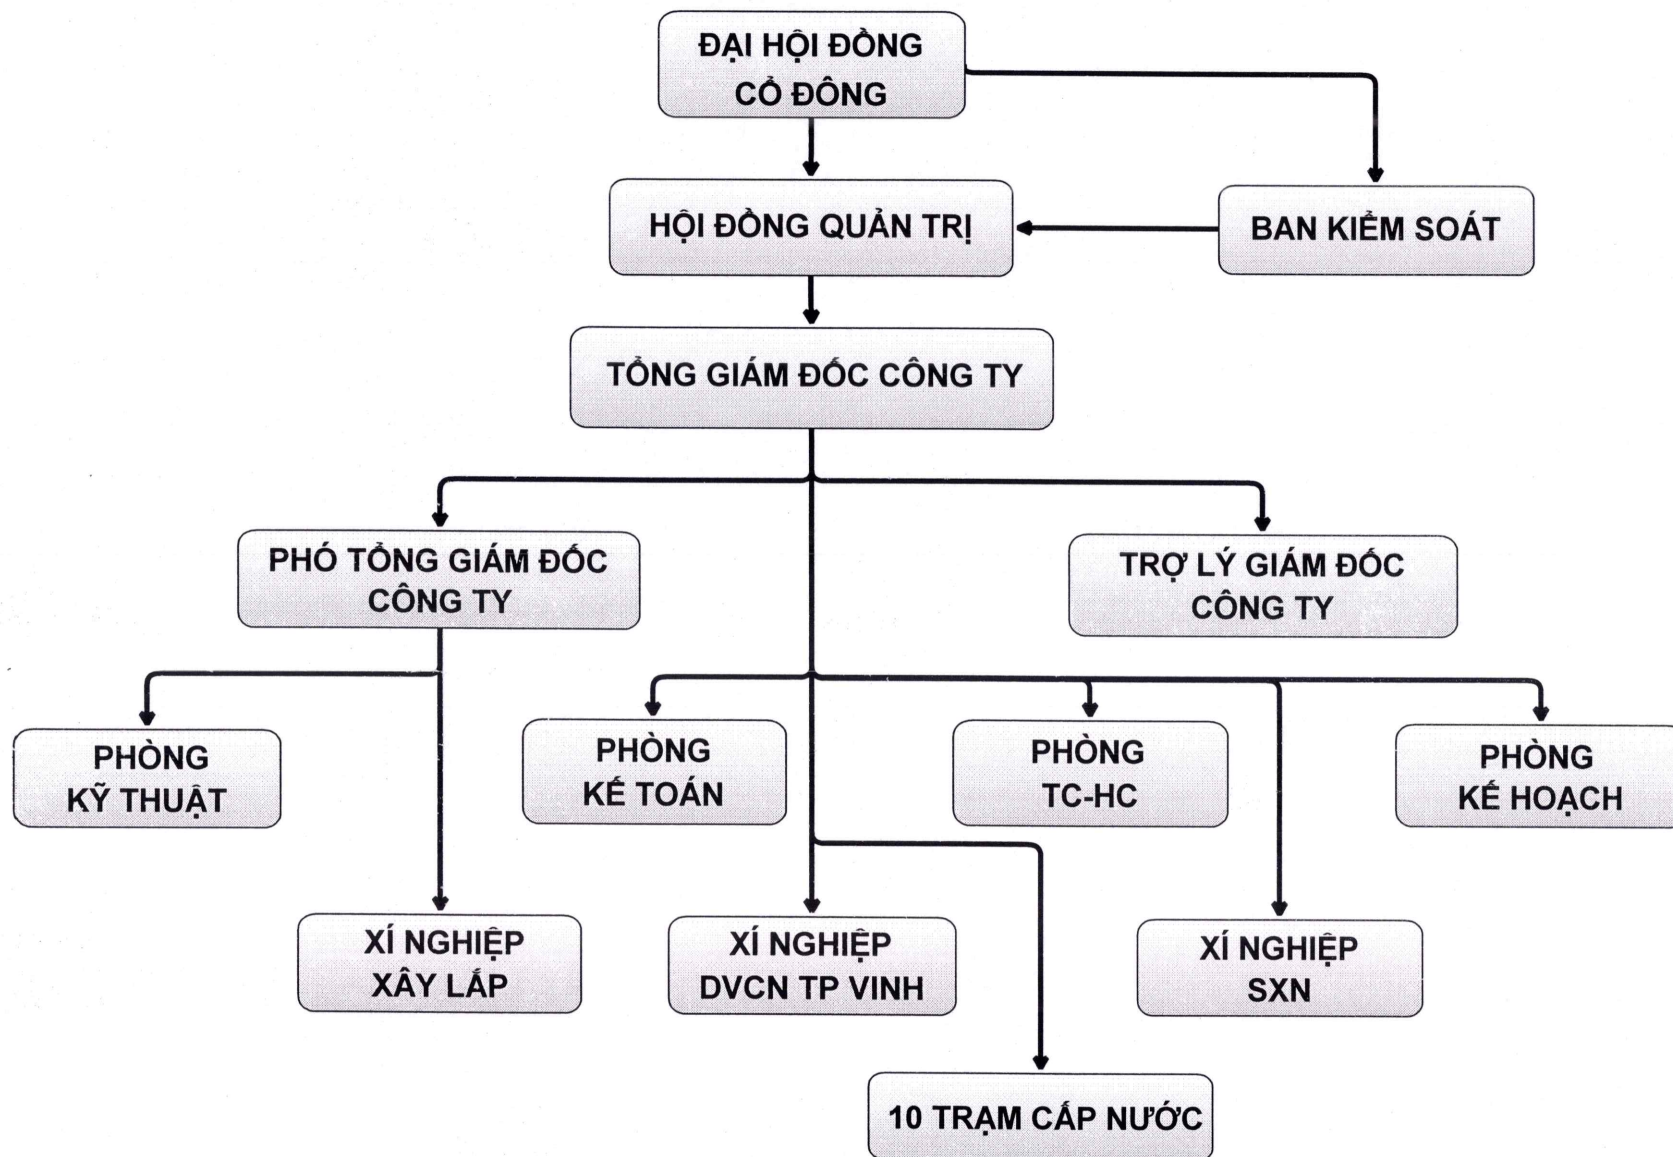 ĐẠI HỘI ĐỒNG
CỔ ĐÔNG
HỘI ĐỒNG QUẢN TRỊ
BAN KIỂM SOÁT
TỔNG GIÁM ĐỐC CÔNG TY
PHÓ TỔNG GIÁM ĐỐC
CÔNG TY
TRỢ LÝ GIÁM ĐỐC
CÔNG TY
PHÒNG
KỸ THUẬT
PHÒNG
KẾ TOÁN
PHÒNG
TC-HC
PHÒNG
KẾ HOẠCH
XÍ NGHIỆP
XÂY LẮP
XÍ NGHIỆP
DVCN TP VINH
XÍ NGHIỆP
SXN
10 TRẠM CẤP NƯỚC